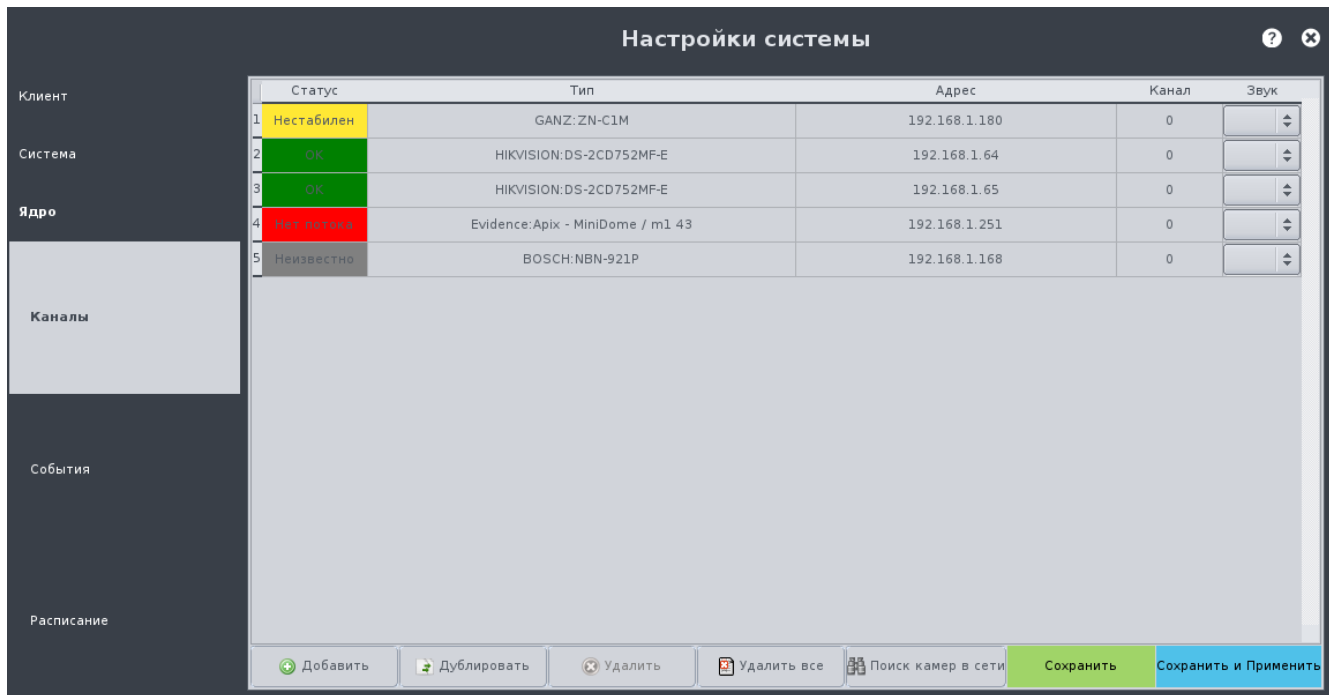 Настройки системы
Клиент
Система
Ядро
Каналы
События
Расписание
Статус Тип Адрес Канал Звук
1 Нестабилен GANZ:ZN-C1M 192.168.1.180 0
2 OK HIKVISION:DS-2CD752MF-E 192.168.1.64 0
3 OK HIKVISION:DS-2CD752MF-E 192.168.1.65 0
4 Нет потока Evidence:Apix - MiniDome / m1 43 192.168.1.251 0
5 Неизвестно BOSCH:NBN-921P 192.168.1.168 0
Добавить Дублировать Удалить Удалить все Поиск камер в сети Сохранить Сохранить и Применить